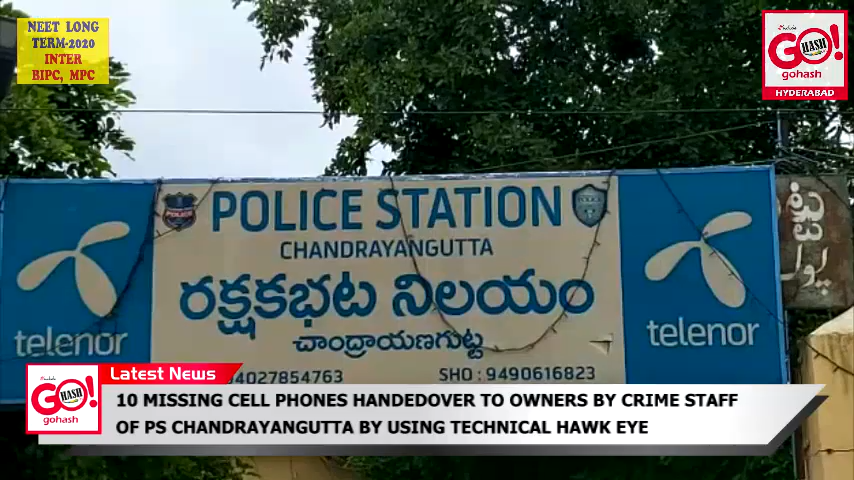 NEET LONG
TERM-2020
INTER
BIPC, MPC
GO!
HASH
gohash
HYDERABAD
POLICE STATION
CHANDRAYANGUTTA
రక్షకభట నిలయం
చాంద్రాయణగుట్ట
telenor
telenor
04027854763
SHO : 9490616823
Latest News
GO!
HASH
gohash
10 MISSING CELL PHONES HANDEDOVER TO OWNERS BY CRIME STAFF
OF PS CHANDRAYANGUTTA BY USING TECHNICAL HAWK EYE